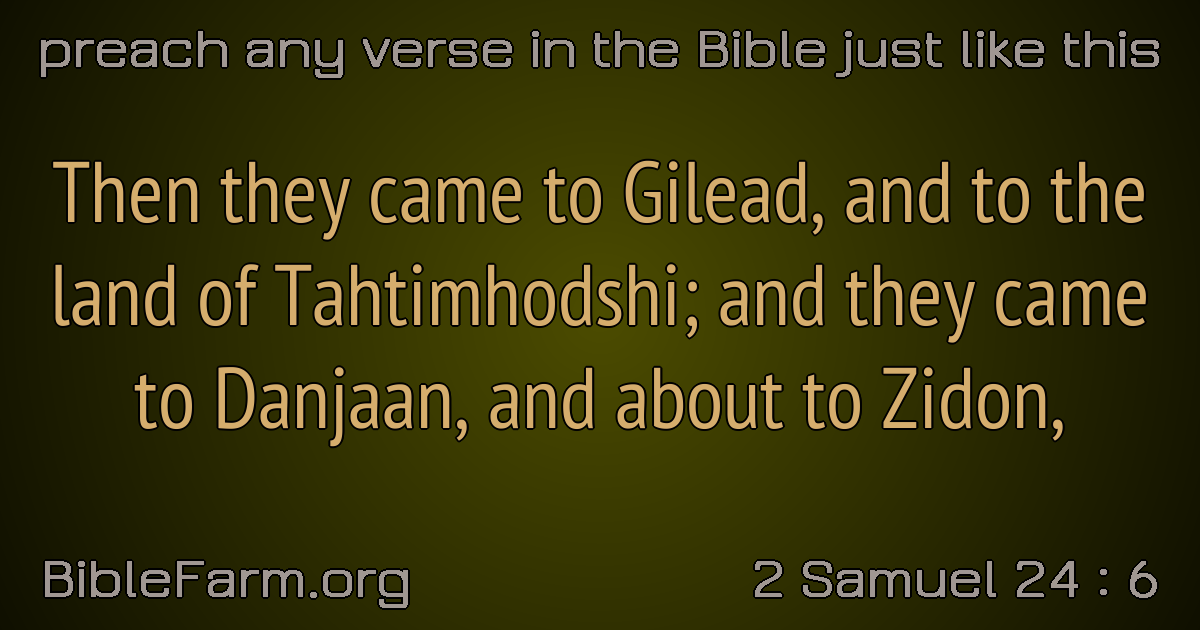 preach any verse in the Bible just like this
Then they came to Gilead, and to the
land of Tahtimhodshi; and they came
to Danjaan, and about to Zidon,
BibleFarm.org
2 Samuel 24 : 6